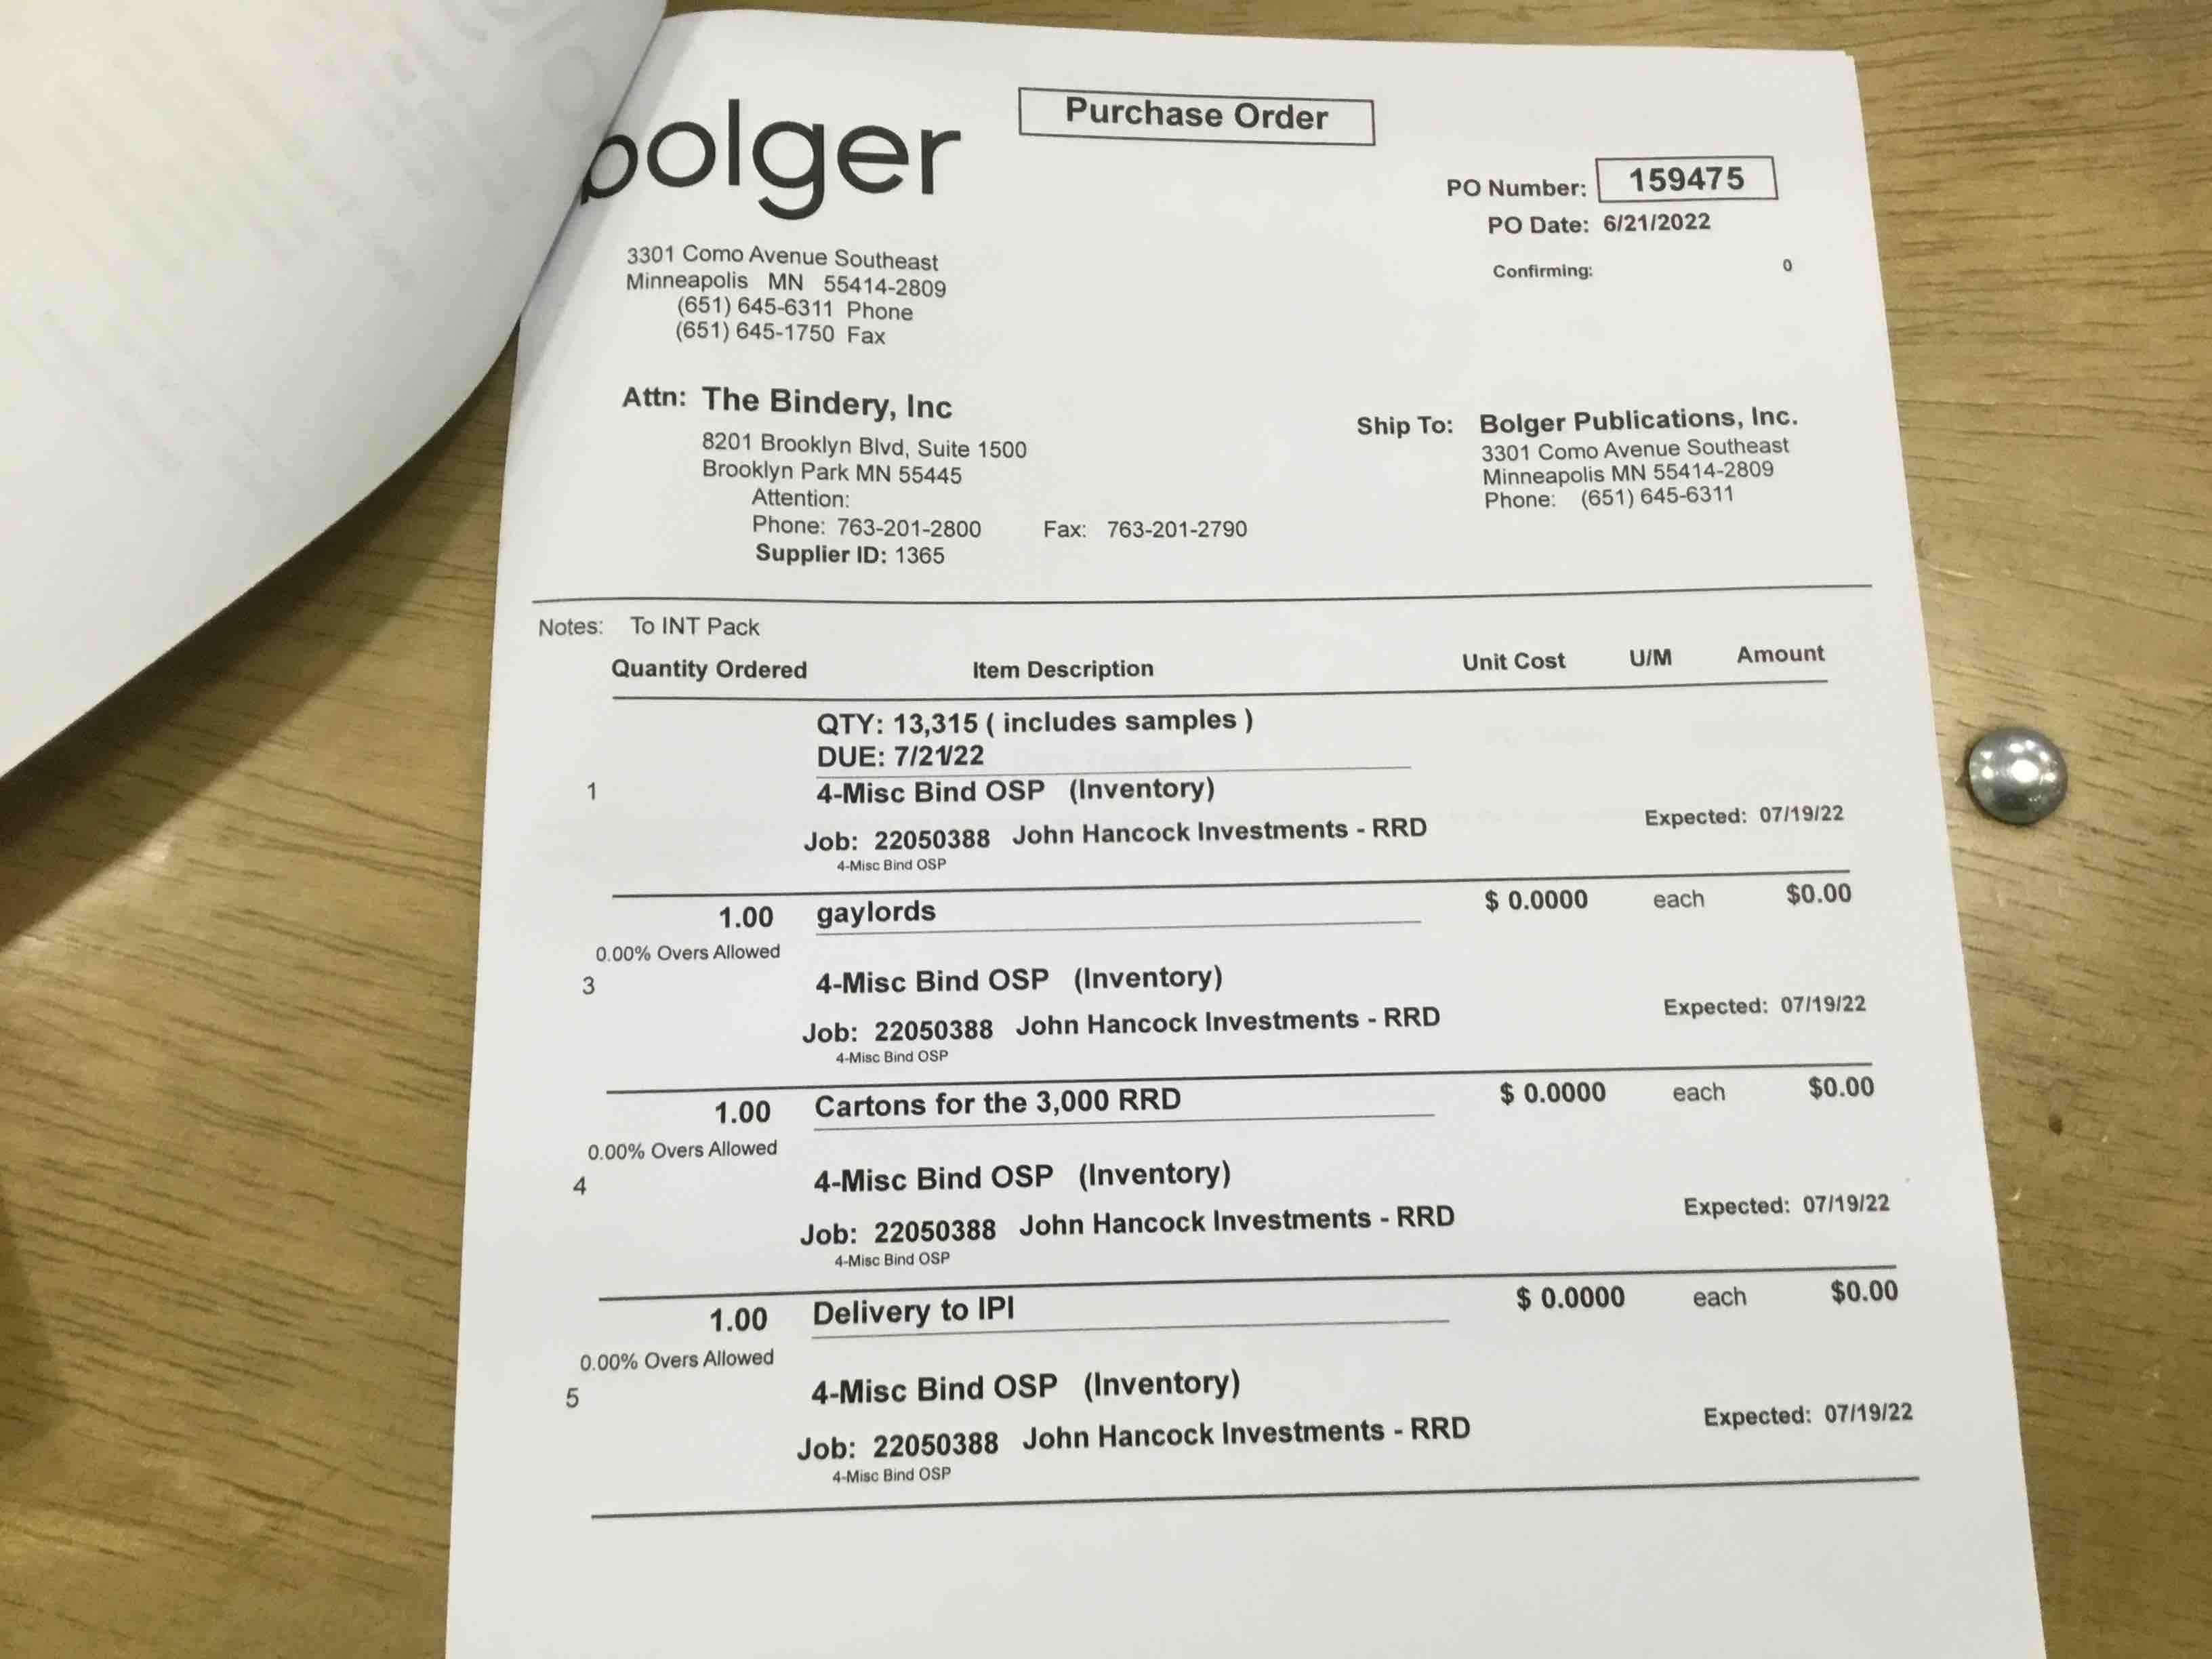 bolger
Purchase Order
PO Number: 159475
PO Date: 6/21/2022
Confirming: 0
3301 Como Avenue Southeast
Minneapolis MN 55414-2809
(651) 645-6311 Phone
(651) 645-1750 Fax
Attn: The Bindery, Inc
8201 Brooklyn Blvd, Suite 1500
Brooklyn Park MN 55445
Attention:
Phone: 763-201-2800 Fax: 763-201-2790
Supplier ID: 1365
Ship To: Bolger Publications, Inc.
3301 Como Avenue Southeast
Minneapolis MN 55414-2809
Phone: (651) 645-6311
Notes: To INT Pack
Quantity Ordered Item Description Unit Cost U/M Amount
QTY: 13,315 ( includes samples )
DUE: 7/21/22
1 4-Misc Bind OSP (Inventory)
Job: 22050388 John Hancock Investments - RRD Expected: 07/19/22
4-Misc Bind OSP
1.00 gaylords $ 0.0000 each $0.00
0.00% Overs Allowed
3 4-Misc Bind OSP (Inventory)
Job: 22050388 John Hancock Investments - RRD Expected: 07/19/22
4-Misc Bind OSP
1.00 Cartons for the 3,000 RRD $ 0.0000 each $0.00
0.00% Overs Allowed
4 4-Misc Bind OSP (Inventory)
Job: 22050388 John Hancock Investments - RRD Expected: 07/19/22
4-Misc Bind OSP
1.00 Delivery to IPI $ 0.0000 each $0.00
0.00% Overs Allowed
5 4-Misc Bind OSP (Inventory)
Job: 22050388 John Hancock Investments - RRD Expected: 07/19/22
4-Misc Bind OSP